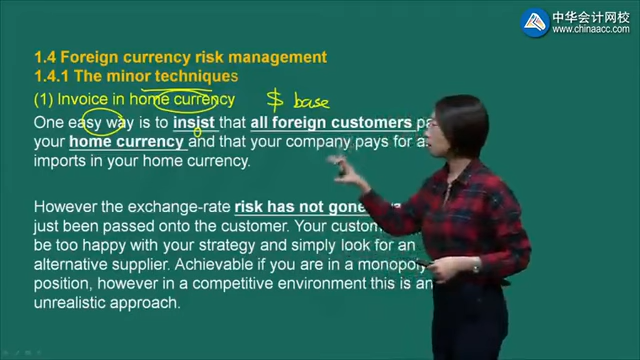 中华会计网校
www.chinaacc.com
1.4 Foreign currency risk management
1.4.1 The minor techniques
(1) Invoice in home currency $ base
One easy way is to insist that all foreign customers
your home currency and that your company pays for
imports in your home currency.
However the exchange-rate risk has not gone
just been passed onto the customer. Your
be too happy with your strategy and simply look for an
alternative supplier. Achievable if you are in a monopoly
position, however in a competitive environment this is an
unrealistic approach.